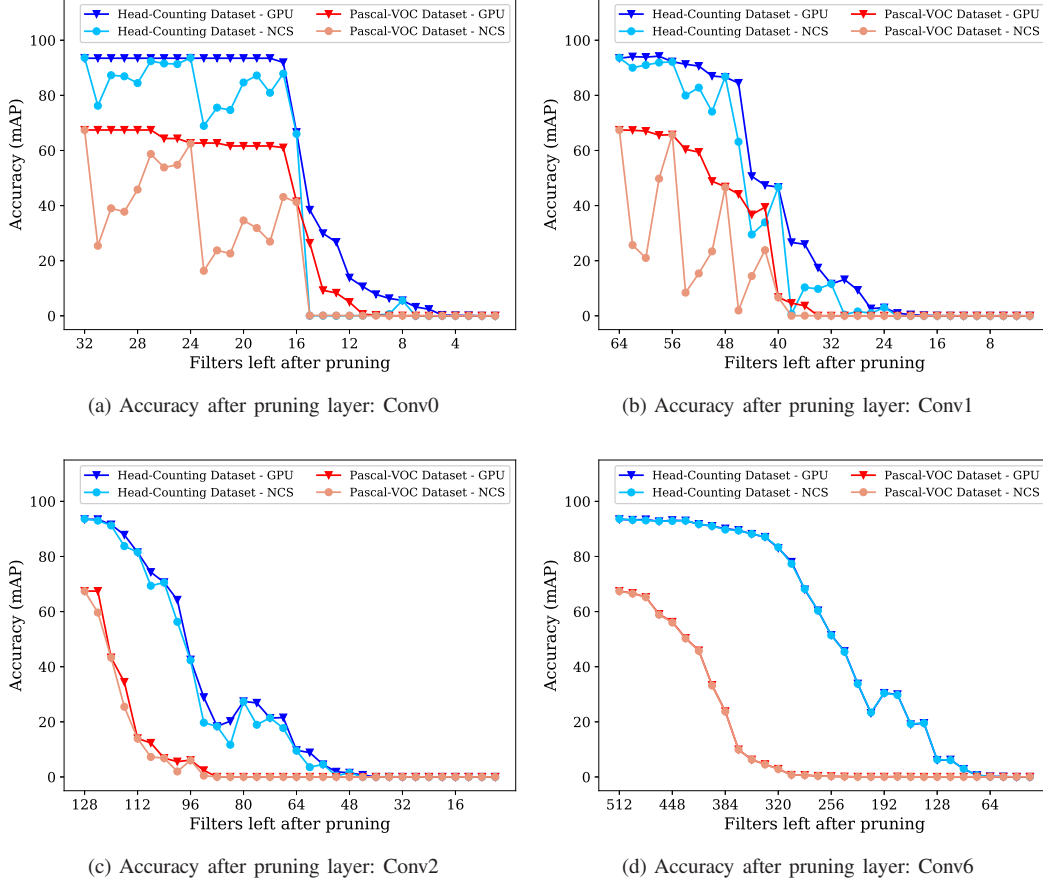 Head-Counting Dataset - GPU
Head-Counting Dataset - NCS
Pascal-VOC Dataset - GPU
Pascal-VOC Dataset - NCS
100
80
60
40
20
0
Accuracy (mAP)
32 28 24 20 16 12 8 4
Filters left after pruning
(a) Accuracy after pruning layer: Conv0
Head-Counting Dataset - GPU
Head-Counting Dataset - NCS
Pascal-VOC Dataset - GPU
Pascal-VOC Dataset - NCS
100
80
60
40
20
0
Accuracy (mAP)
64 56 48 40 32 24 16 8
Filters left after pruning
(b) Accuracy after pruning layer: Conv1
Head-Counting Dataset - GPU
Head-Counting Dataset - NCS
Pascal-VOC Dataset - GPU
Pascal-VOC Dataset - NCS
100
80
60
40
20
0
Accuracy (mAP)
128 112 96 80 64 48 32 16
Filters left after pruning
(c) Accuracy after pruning layer: Conv2
Head-Counting Dataset - GPU
Head-Counting Dataset - NCS
Pascal-VOC Dataset - GPU
Pascal-VOC Dataset - NCS
100
80
60
40
20
0
Accuracy (mAP)
512 448 384 320 256 192 128 64
Filters left after pruning
(d) Accuracy after pruning layer: Conv6